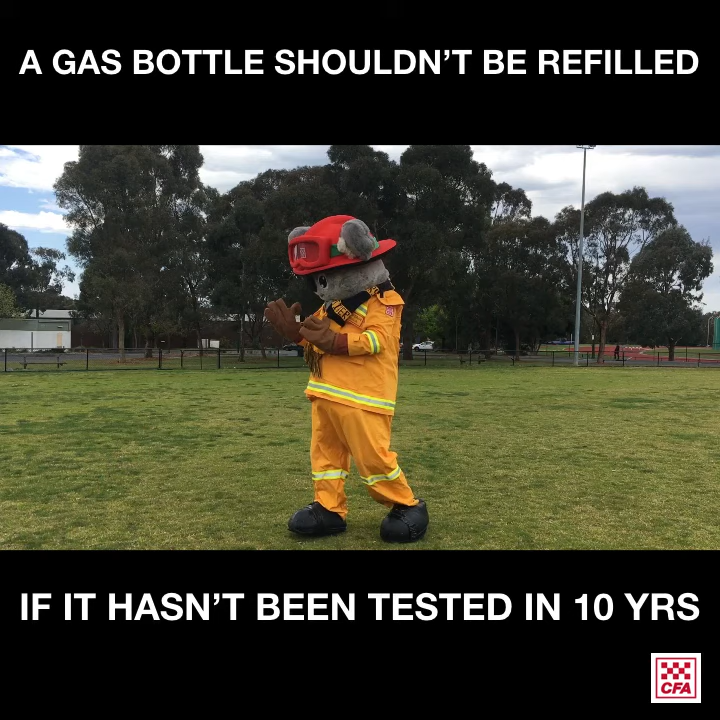 A GAS BOTTLE SHOULDN'T BE REFILLED
IF IT HASN'T BEEN TESTED IN 10 YRS
CFA